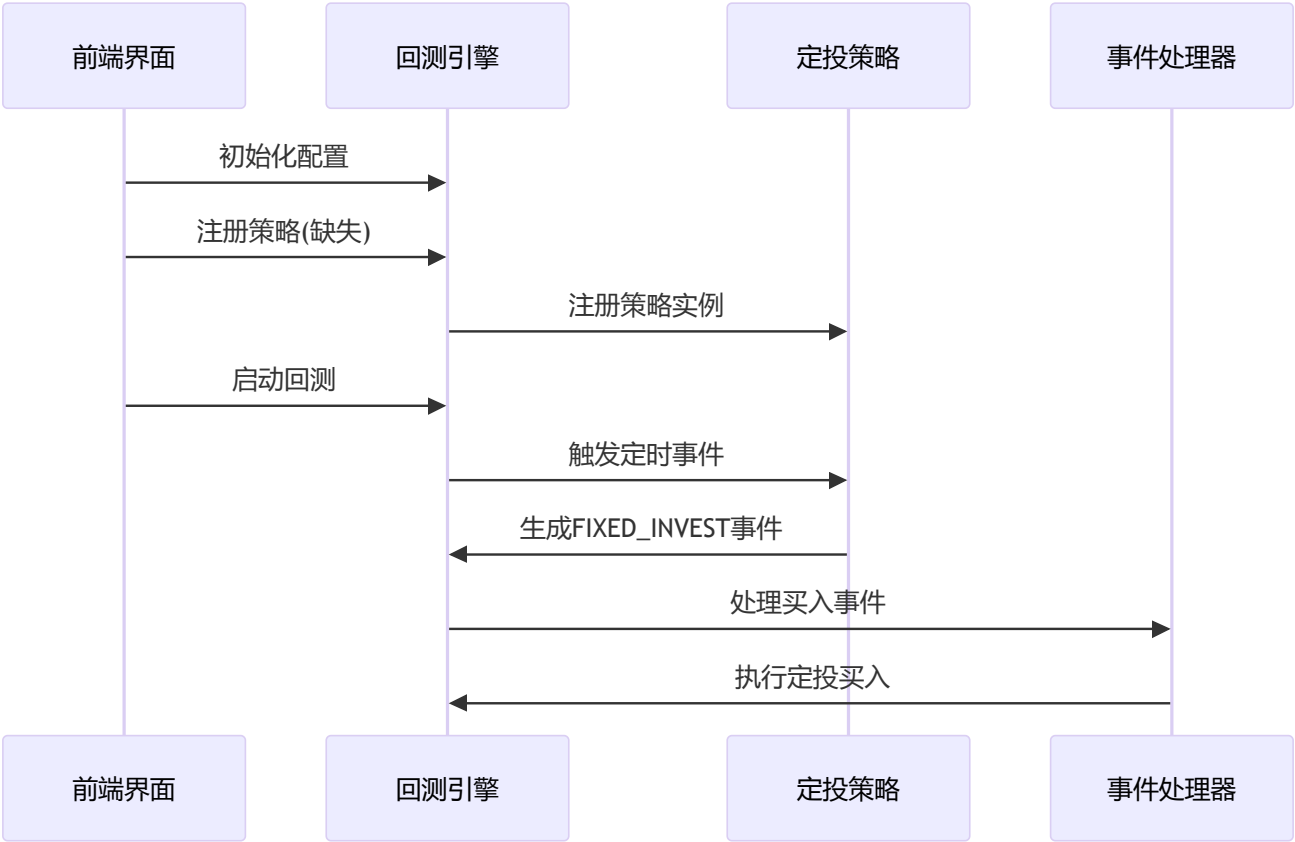 前端界面
回测引擎
定投策略
事件处理器
初始化配置
注册策略(缺失)
注册策略实例
启动回测
触发定时事件
生成FIXED_INVEST事件
处理买入事件
执行定投买入
前端界面
回测引擎
定投策略
事件处理器